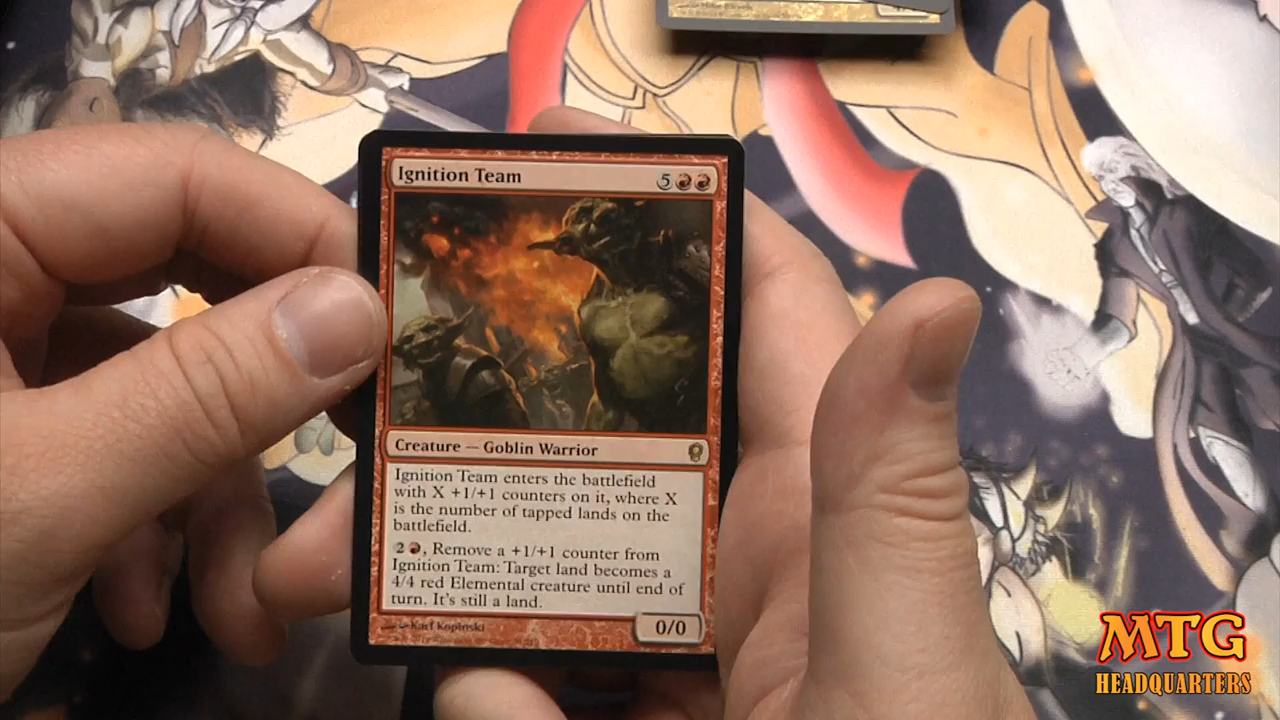 Ignition Team
5
Creature — Goblin Warrior
Ignition Team enters the battlefield
with X +1/+1 counters on it, where X
is the number of tapped lands on the
battlefield.
2 , Remove a +1/+1 counter from
Ignition Team: Target land becomes a
4/4 red Elemental creature until end of
turn. It's still a land.
Karl Kopinski
0/0
MTG
HEADQUARTERS